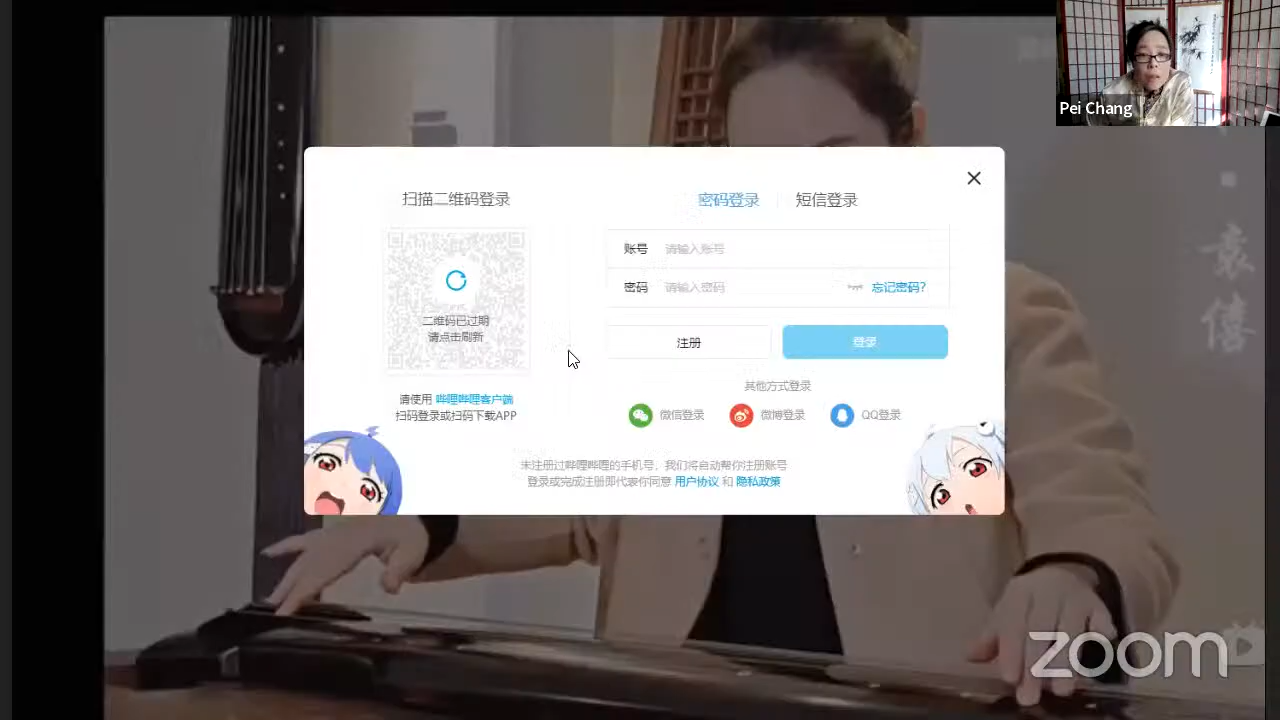 Pei Chang
扫描二维码登录
密码登录
短信登录
账号 请输入账号
密码 请输入密码 忘记密码?
二维码已过期
请点击刷新
注册
登录
其他方式登录
微信登录
微博登录
QQ登录
请使用 哔哩哔哩客户端
扫码登录或扫码下载APP
未注册过哔哩哔哩的手机号，我们将自动帮你注册账号
登录或完成注册即代表你同意 用户协议 和 隐私政策
袁僖
zoom